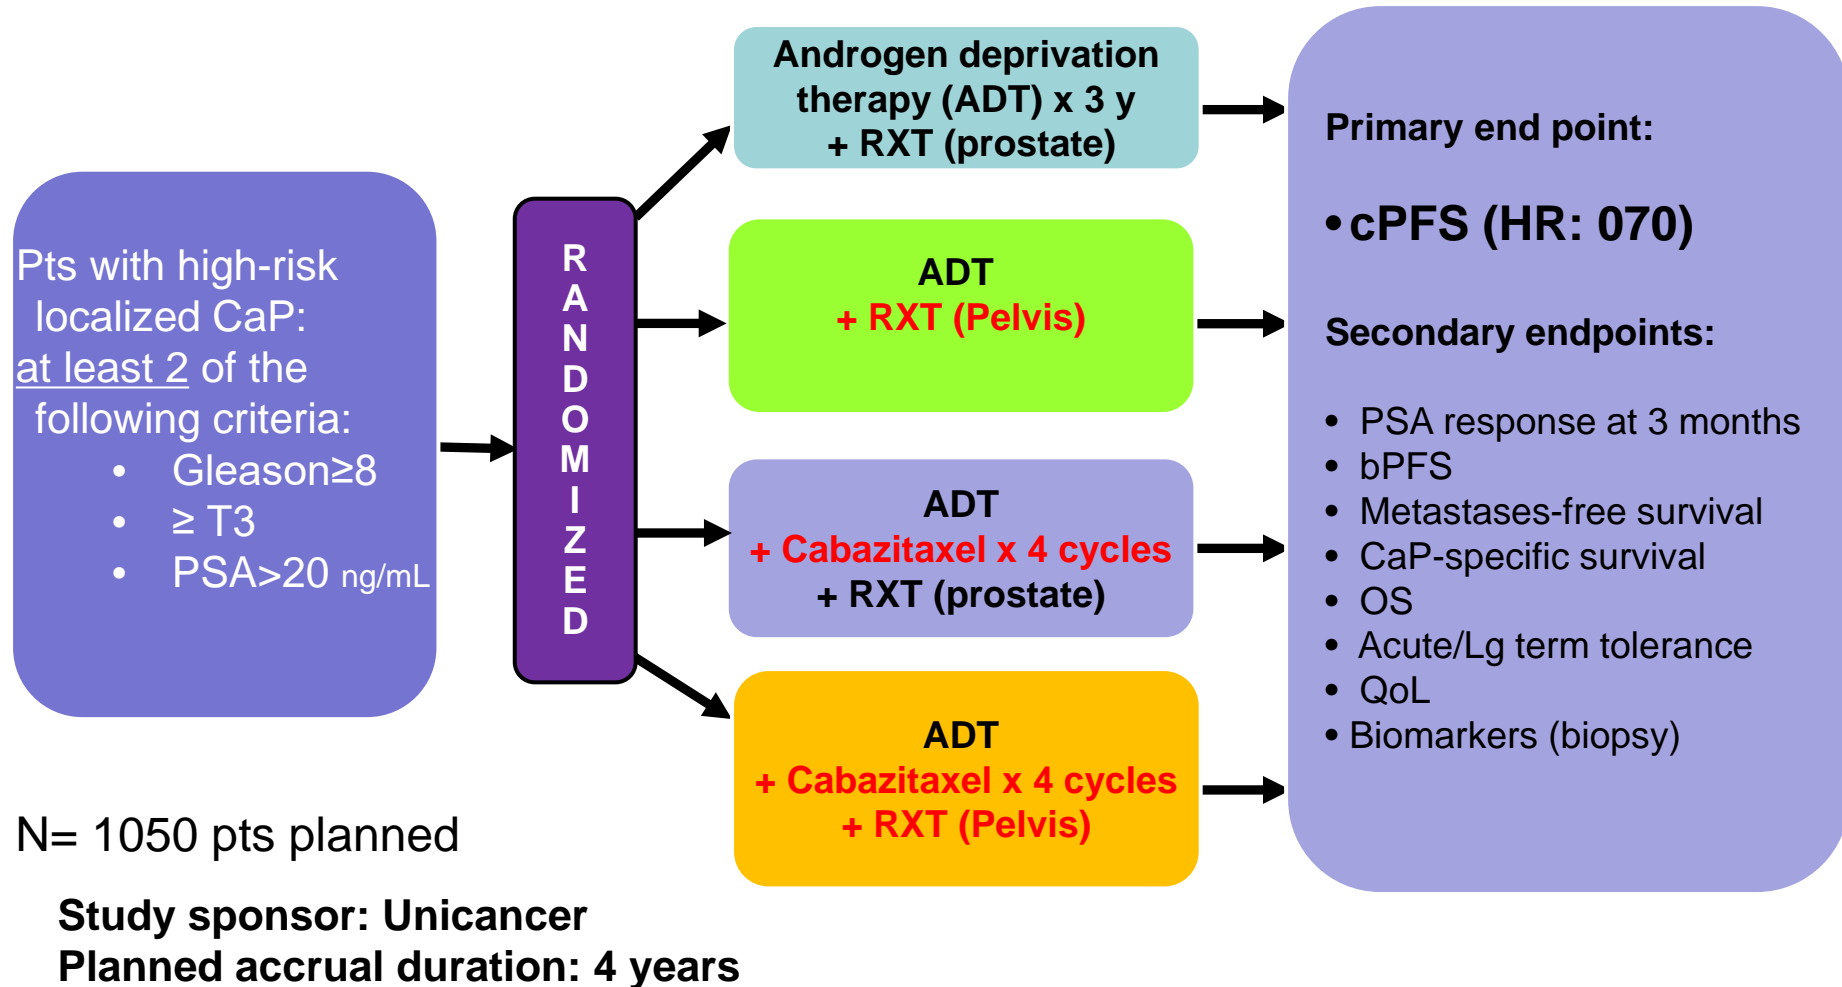 Pts with high-risk
localized CaP:
at least 2 of the
following criteria:
• Gleason≥8
• ≥ T3
• PSA>20 ng/mL
N= 1050 pts planned
Study sponsor: Unicancer
Planned accrual duration: 4 years
R
A
N
D
O
M
I
Z
E
D
Androgen deprivation
therapy (ADT) x 3 y
+ RXT (prostate)
ADT
+ RXT (Pelvis)
ADT
+ Cabazitaxel x 4 cycles
+ RXT (prostate)
ADT
+ Cabazitaxel x 4 cycles
+ RXT (Pelvis)
Primary end point:
• cPFS (HR: 070)
Secondary endpoints:
• PSA response at 3 months
• bPFS
• Metastases-free survival
• CaP-specific survival
• OS
• Acute/Lg term tolerance
• QoL
• Biomarkers (biopsy)